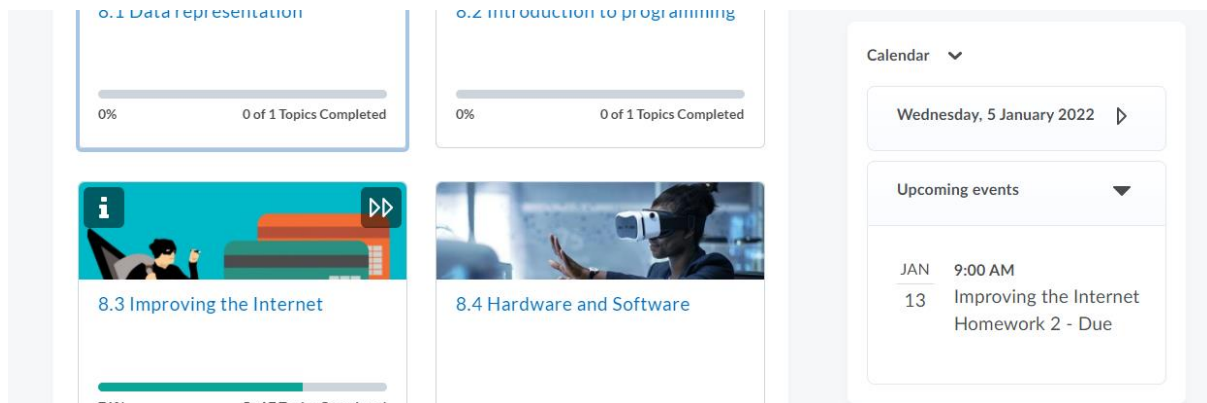 8.1 Data representation
8.2 Introduction to programming
0%
0 of 1 Topics Completed
0%
0 of 1 Topics Completed
8.3 Improving the Internet
8.4 Hardware and Software
Calendar
Wednesday, 5 January 2022
Upcoming events
JAN
13
9:00 AM
Improving the Internet
Homework 2 - Due